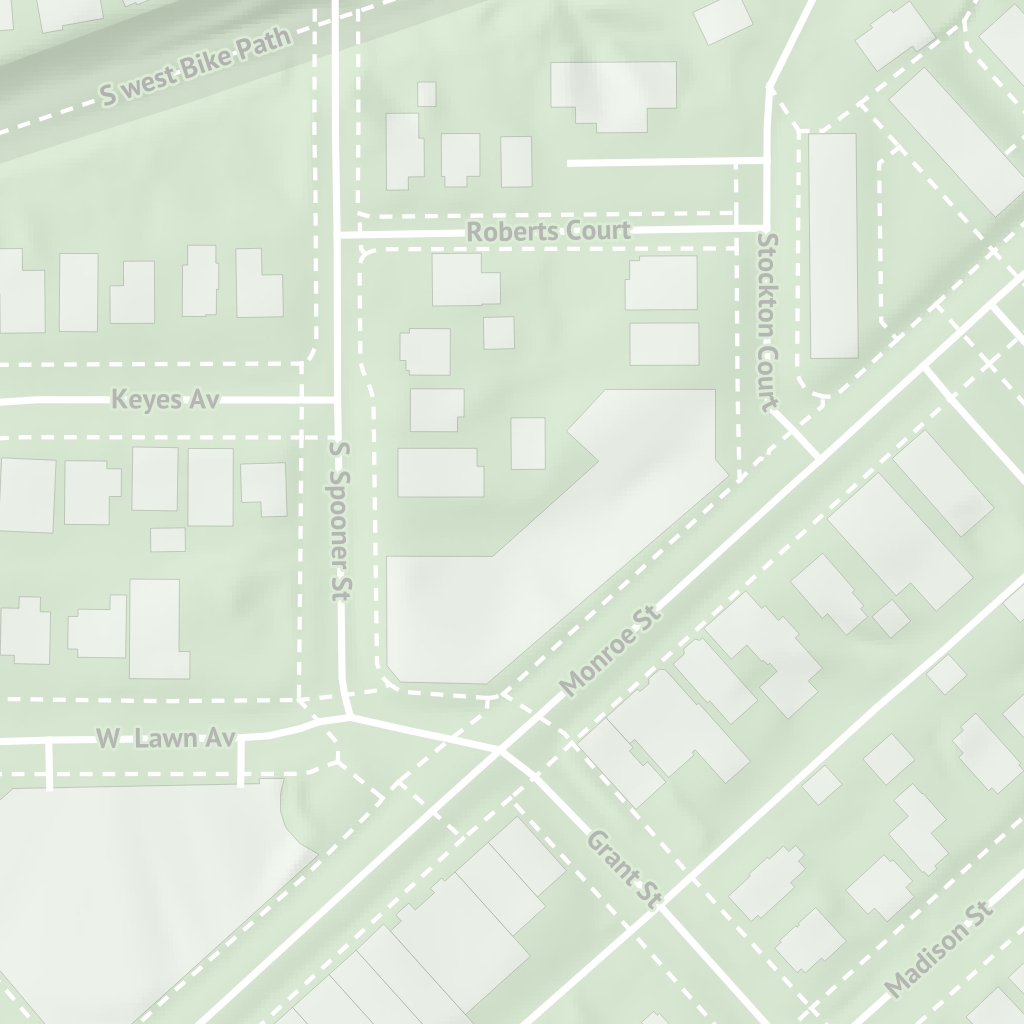 S west Bike Path
Roberts Court
Stockton Court
Keyes Av
S Spooner St
Monroe St
W Lawn Av
Grant St
Madison St